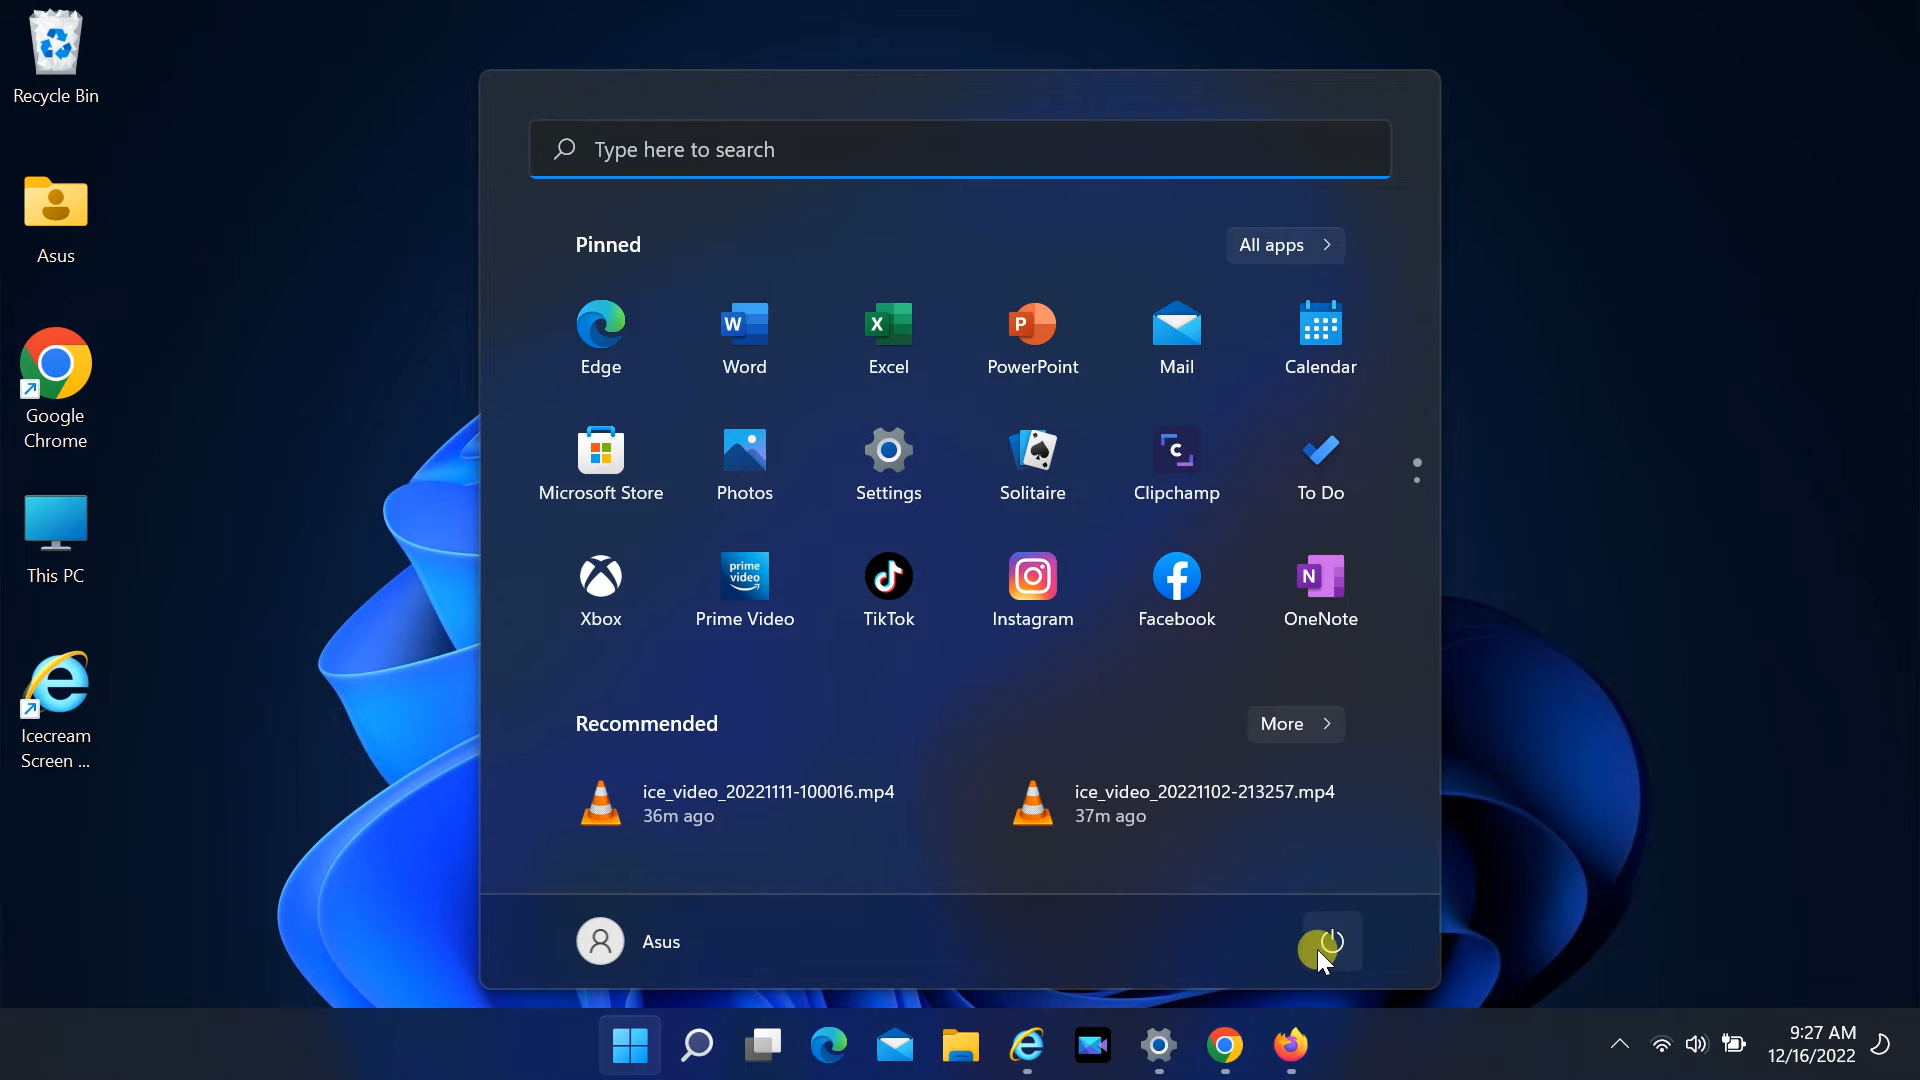 Recycle Bin
Asus
Google
Chrome
This PC
Icecream
Screen ...
Type here to search
Pinned
All apps
Edge
W
Word
X
Excel
P
PowerPoint
Mail
Calendar
Microsoft Store
Photos
Settings
Solitaire
C
Clipchamp
To Do
Xbox
prime
video
Prime Video
TikTok
Instagram
Facebook
N
OneNote
Recommended
More
ice_video_20221111-100016.mp4
36m ago
ice_video_20221102-213257.mp4
37m ago
Asus
9:27 AM
12/16/2022